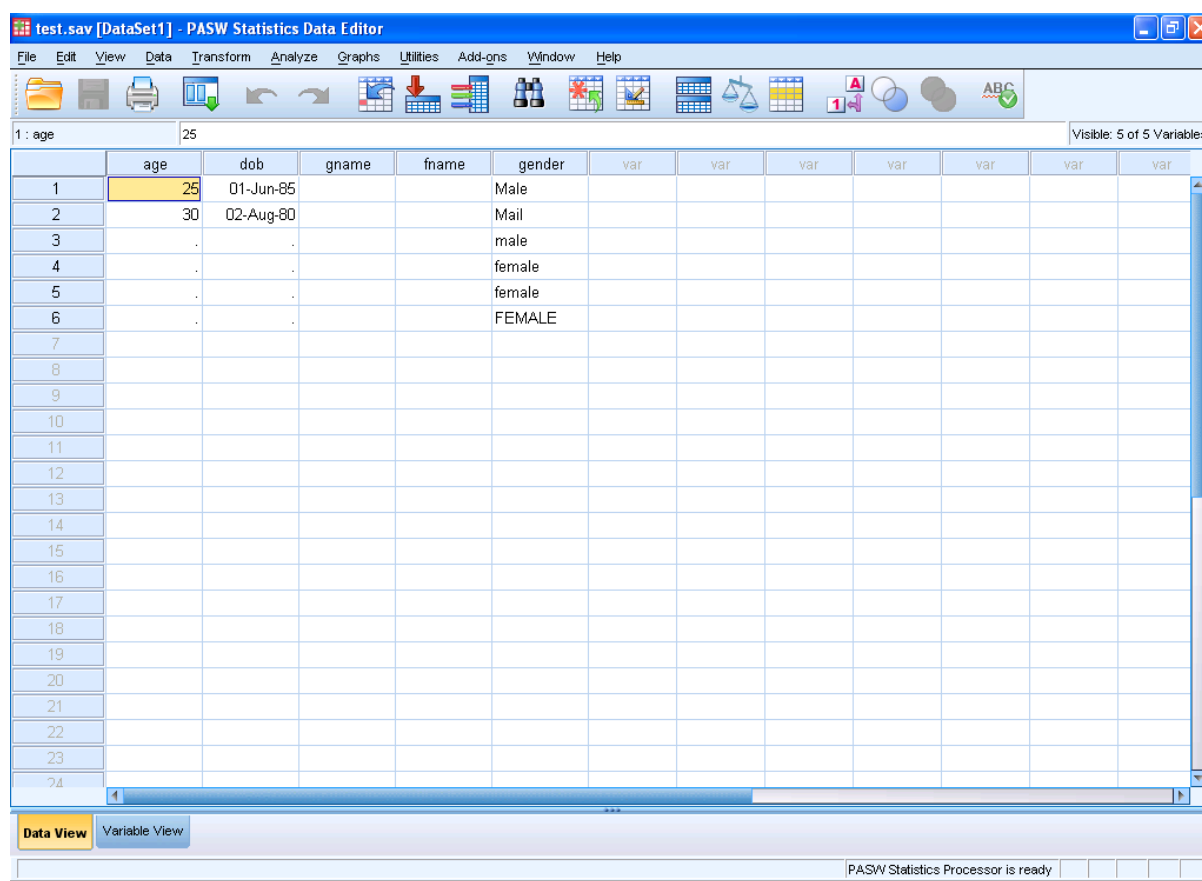 test.sav [DataSet1] - PASW Statistics Data Editor
File Edit View Data Transform Analyze Graphs Utilities Add-ons Window Help
A 1 ABC
1 : age 25 Visible: 5 of 5 Variable
age dob gname fname gender var var var var var var var
1 25 01-Jun-85 Male
2 30 02-Aug-80 Mail
3 . . male
4 . . female
5 . . female
6 . . FEMALE
7
8
9
10
11
12
13
14
15
16
17
18
19
20
21
22
23
24
Data View Variable View
PASW Statistics Processor is ready